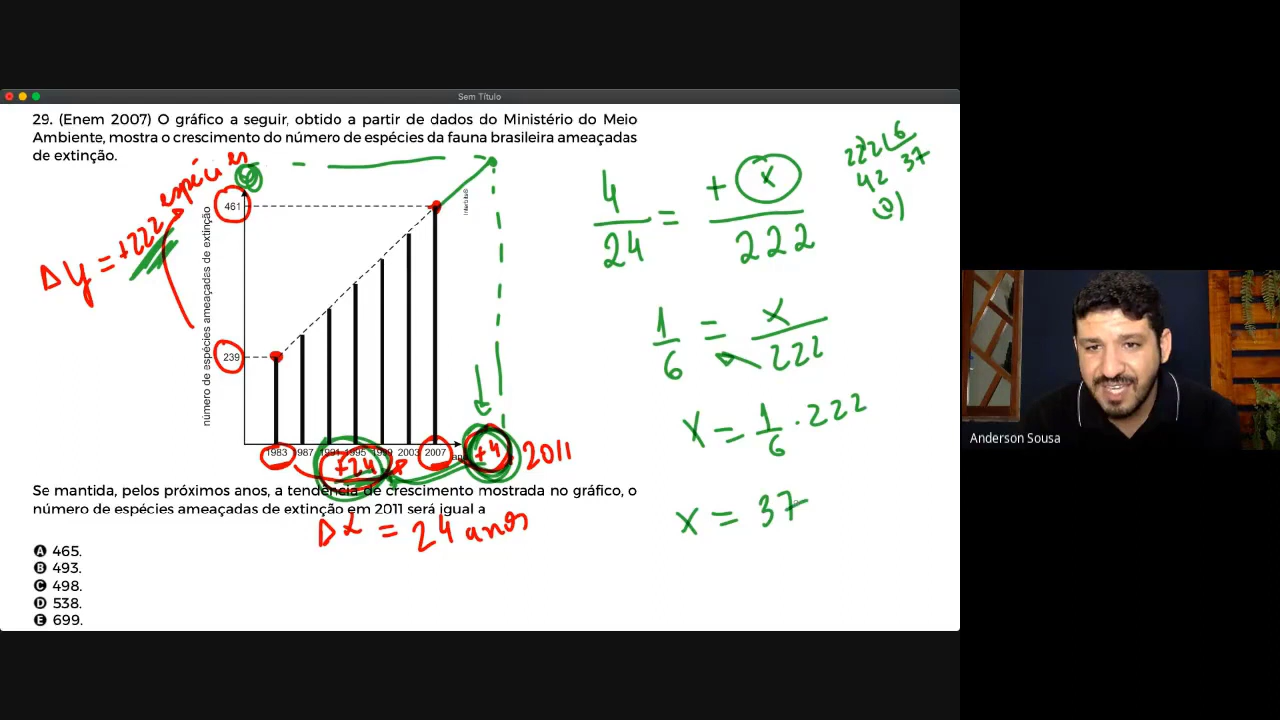 Sem Título
29. (Enem 2007) O gráfico a seguir, obtido a partir de dados do Ministério do Meio
Ambiente, mostra o crescimento do número de espécies da fauna brasileira ameaçadas
de extinção.
espécies
Δy = +222
número de espécies ameaçadas de extinção
461
239
1983 1987 1991 1995 1999 2003 2007
+24
+4
2011
Se mantida, pelos próximos anos, a tendência de crescimento mostrada no gráfico, o
número de espécies ameaçadas de extinção em 2011 será igual a
Δx = 24 anos
A 465.
B 493.
C 498.
D 538.
E 699.
4/24 = + x/222
1/6 = x/222
x = 1/6 . 222
x = 37
222 6
42 37
0)
Anderson Sousa